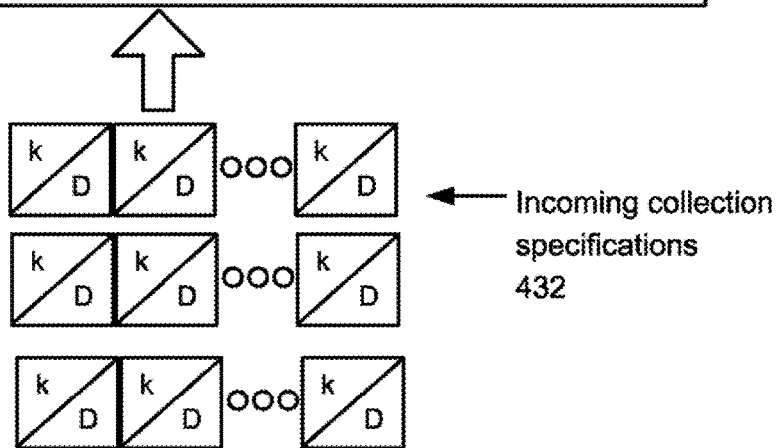 k D k D ooo k D
Incoming collection
specifications
432
k D k D ooo k D
k D k D ooo k D